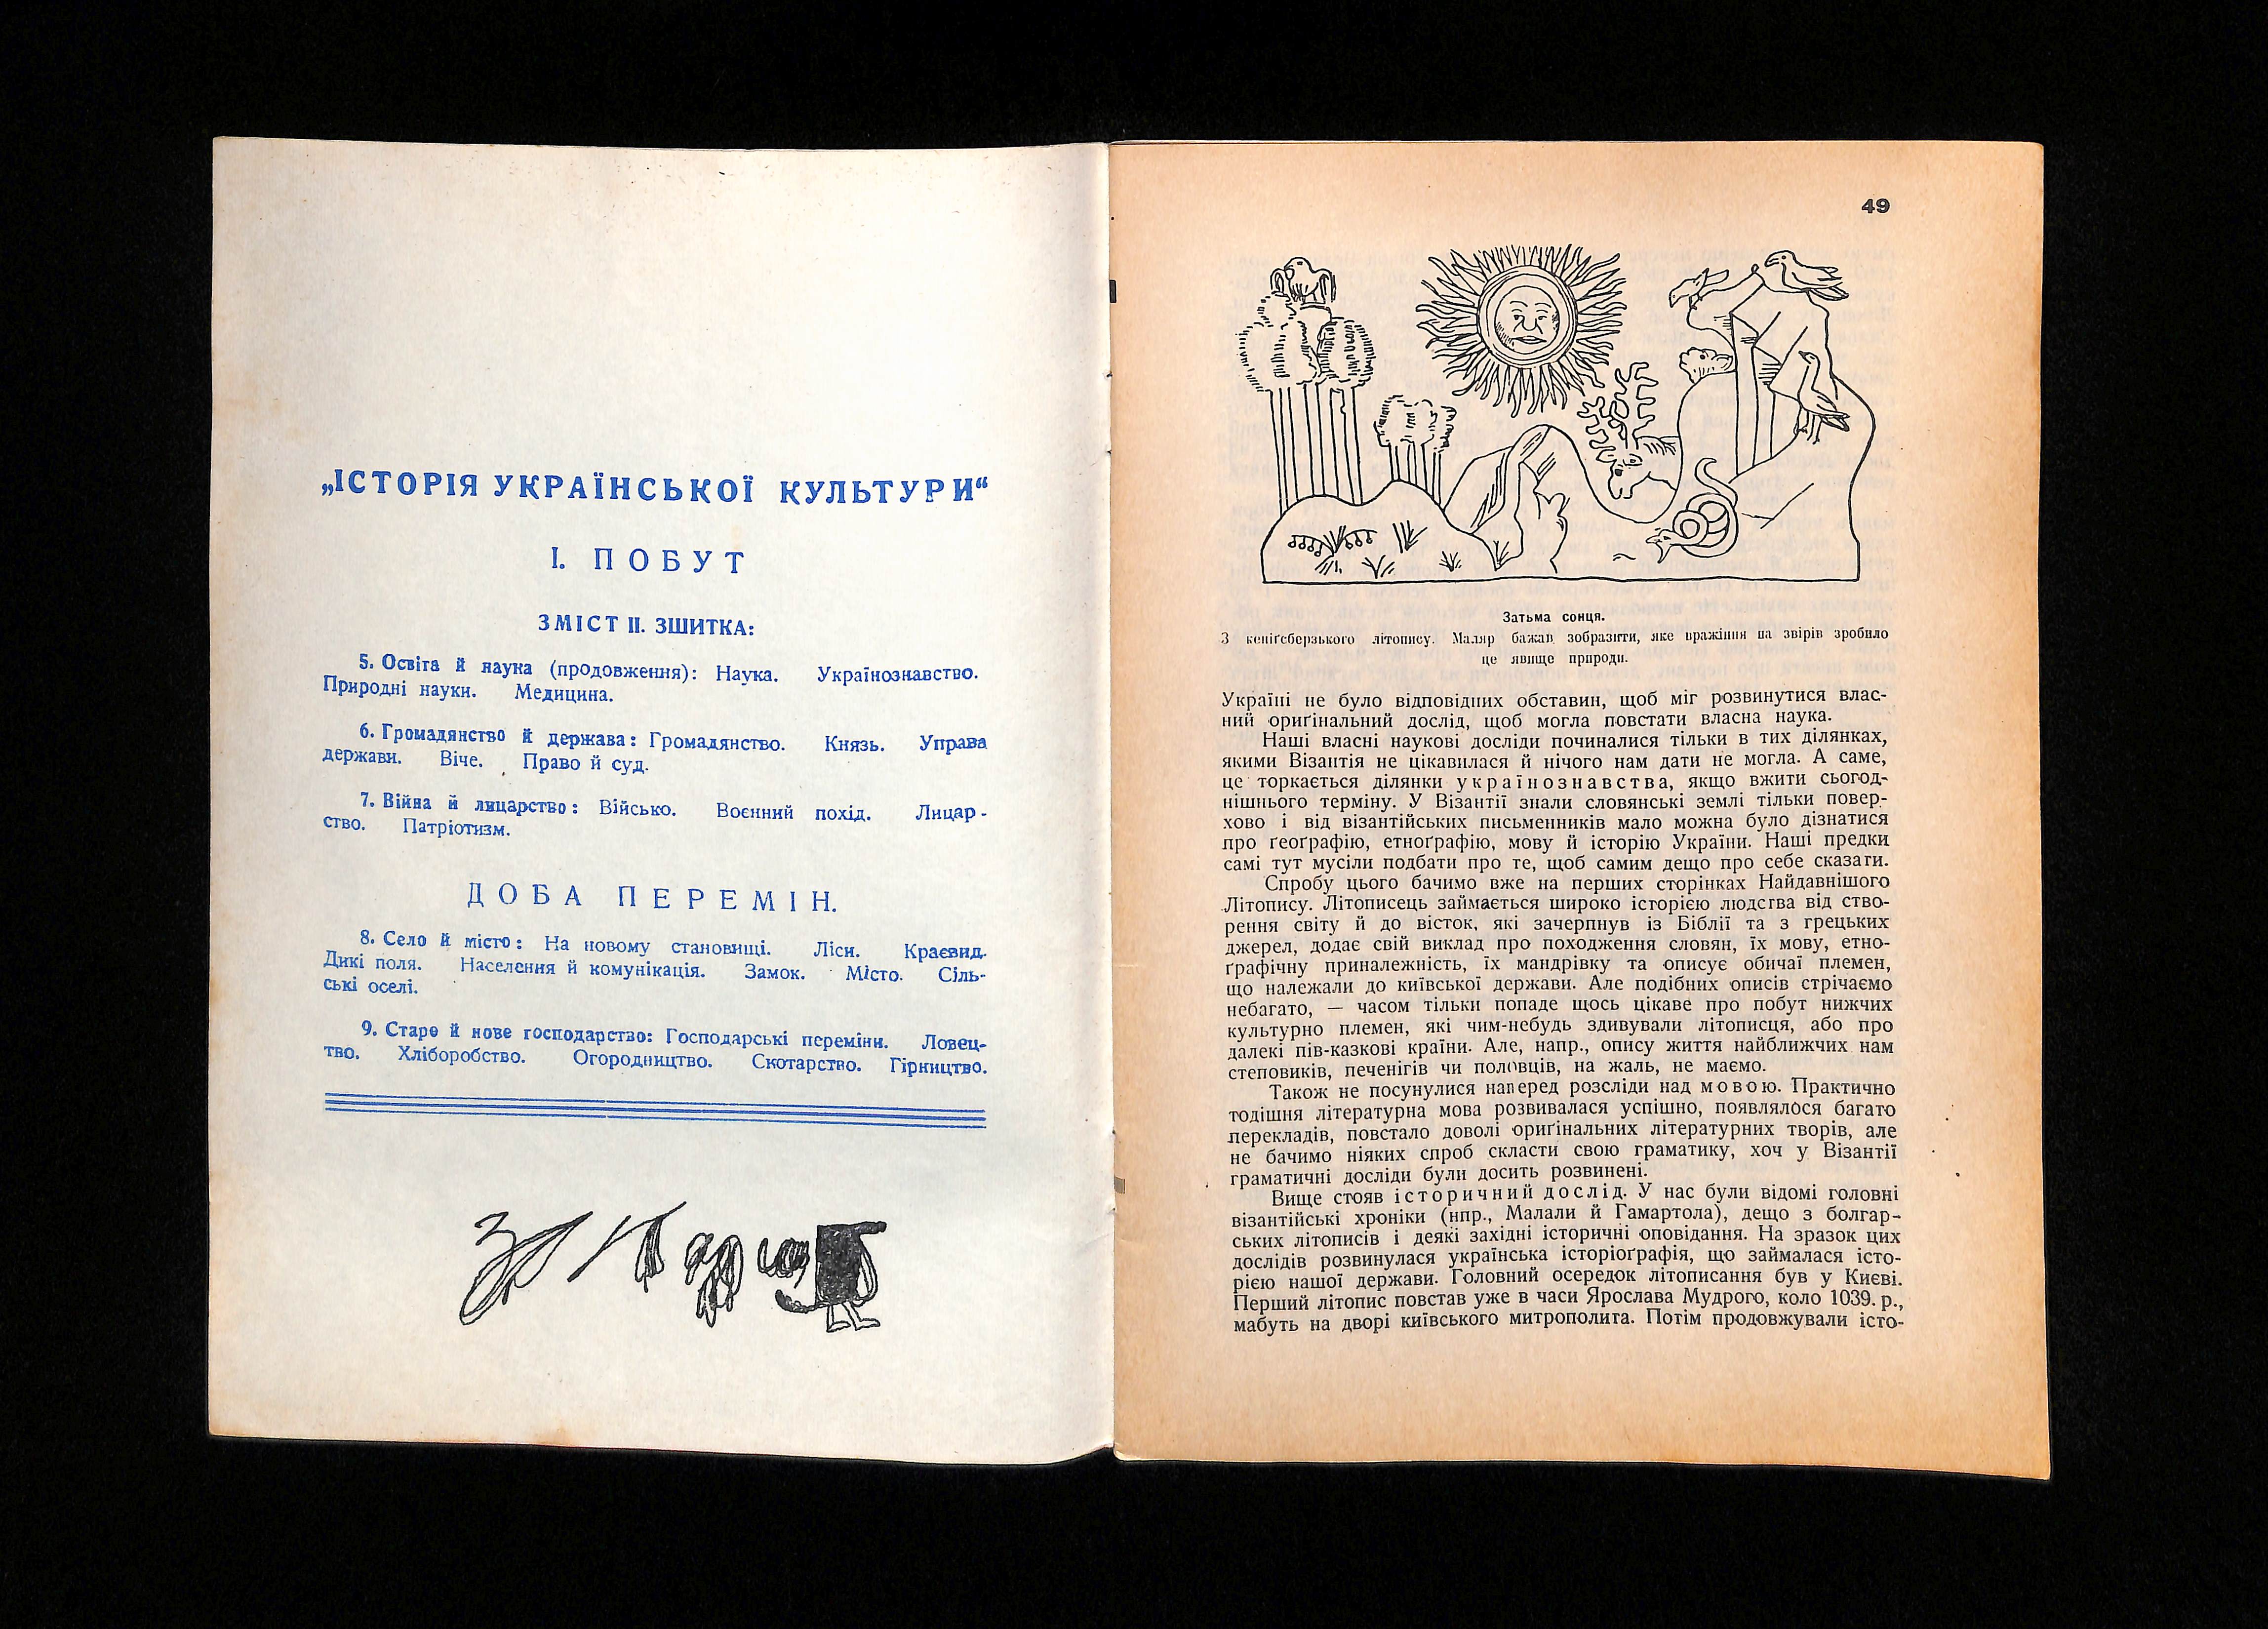 „ІСТОРІЯ УКРАЇНСЬКОЇ КУЛЬТУРИ“
І. ПОБУТ
ЗМІСТ II. ЗШИТКА:
5. Освіта й наука (продовження): Наука. Українознавство.
Природні науки. Медицина.
6. Громадянство й держава: Громадянство. Князь. Управа
держави. Віче. Право й суд.
7. Війна й лицарство: Військо. Воєнний похід. Лицар-
ство. Патріотизм.
ДОБА ПЕРЕМІН.
8. Село й місто: На новому становищі. Ліси. Краєвид.
Дикі поля. Населення й комунікація. Замок. Місто. Сіль-
ські оселі.
9. Старе й нове господарство: Господарські переміни. Ловец-
тво. Хліборобство. Огородництво. Скотарство. Гірництво.
49
Затьма сонця.
З кеніґсберзького літопису. Маляр бажав зобразити, яке вражіння на звірів зробило
це явище природи.
Україні не було відповідних обставин, щоб міг розвинутися влас-
ний ориґінальний дослід, щоб могла повстати власна наука.
Наші власні наукові досліди починалися тільки в тих ділянках,
якими Візантія не цікавилася й нічого нам дати не могла. А саме,
це торкається ділянки українознавства, якщо вжити сьогод-
нішнього терміну. У Візантії знали словянські землі тільки повер-
хово і від візантійських письменників мало можна було дізнатися
про ґеоґрафію, етноґрафію, мову й історію України. Наші предки
самі тут мусіли подбати про те, щоб самим дещо про себе сказати.
Спробу цього бачимо вже на перших сторінках Найдавнішого
Літопису. Літописець займається широко історією людства від ство-
рення світу й до вісток, які зачерпнув із Біблії та з грецьких
джерел, додає свій виклад про походження словян, їх мову, етно-
ґрафічну приналежність, їх мандрівку та описує обичаї племен,
що належали до київської держави. Але подібних описів стрічаємо
небагато, — часом тільки попаде щось цікаве про побут нижчих
культурно племен, які чим-небудь здивували літописця, або про
далекі пів-казкові країни. Але, напр., опису життя найближчих нам
степовиків, печенігів чи половців, на жаль, не маємо.
Також не посунулися наперед розсліди над мовою. Практично
тодішня літературна мова розвивалася успішно, появлялося багато
перекладів, повстало доволі ориґінальних літературних творів, але
не бачимо ніяких спроб скласти свою граматику, хоч у Візантії
граматичні досліди були досить розвинені.
Вище стояв історичний дослід. У нас були відомі головні
візантійські хроніки (нпр., Малали й Гамартола), дещо з болгар-
ських літописів і деякі західні історичні оповідання. На зразок цих
дослідів розвинулася українська історіоґрафія, що займалася істо-
рією нашої держави. Головний осередок літописання був у Києві.
Перший літопис повстав уже в часи Ярослава Мудрого, коло 1039. р.,
мабуть на дворі київського митрополита. Потім продовжували істо-